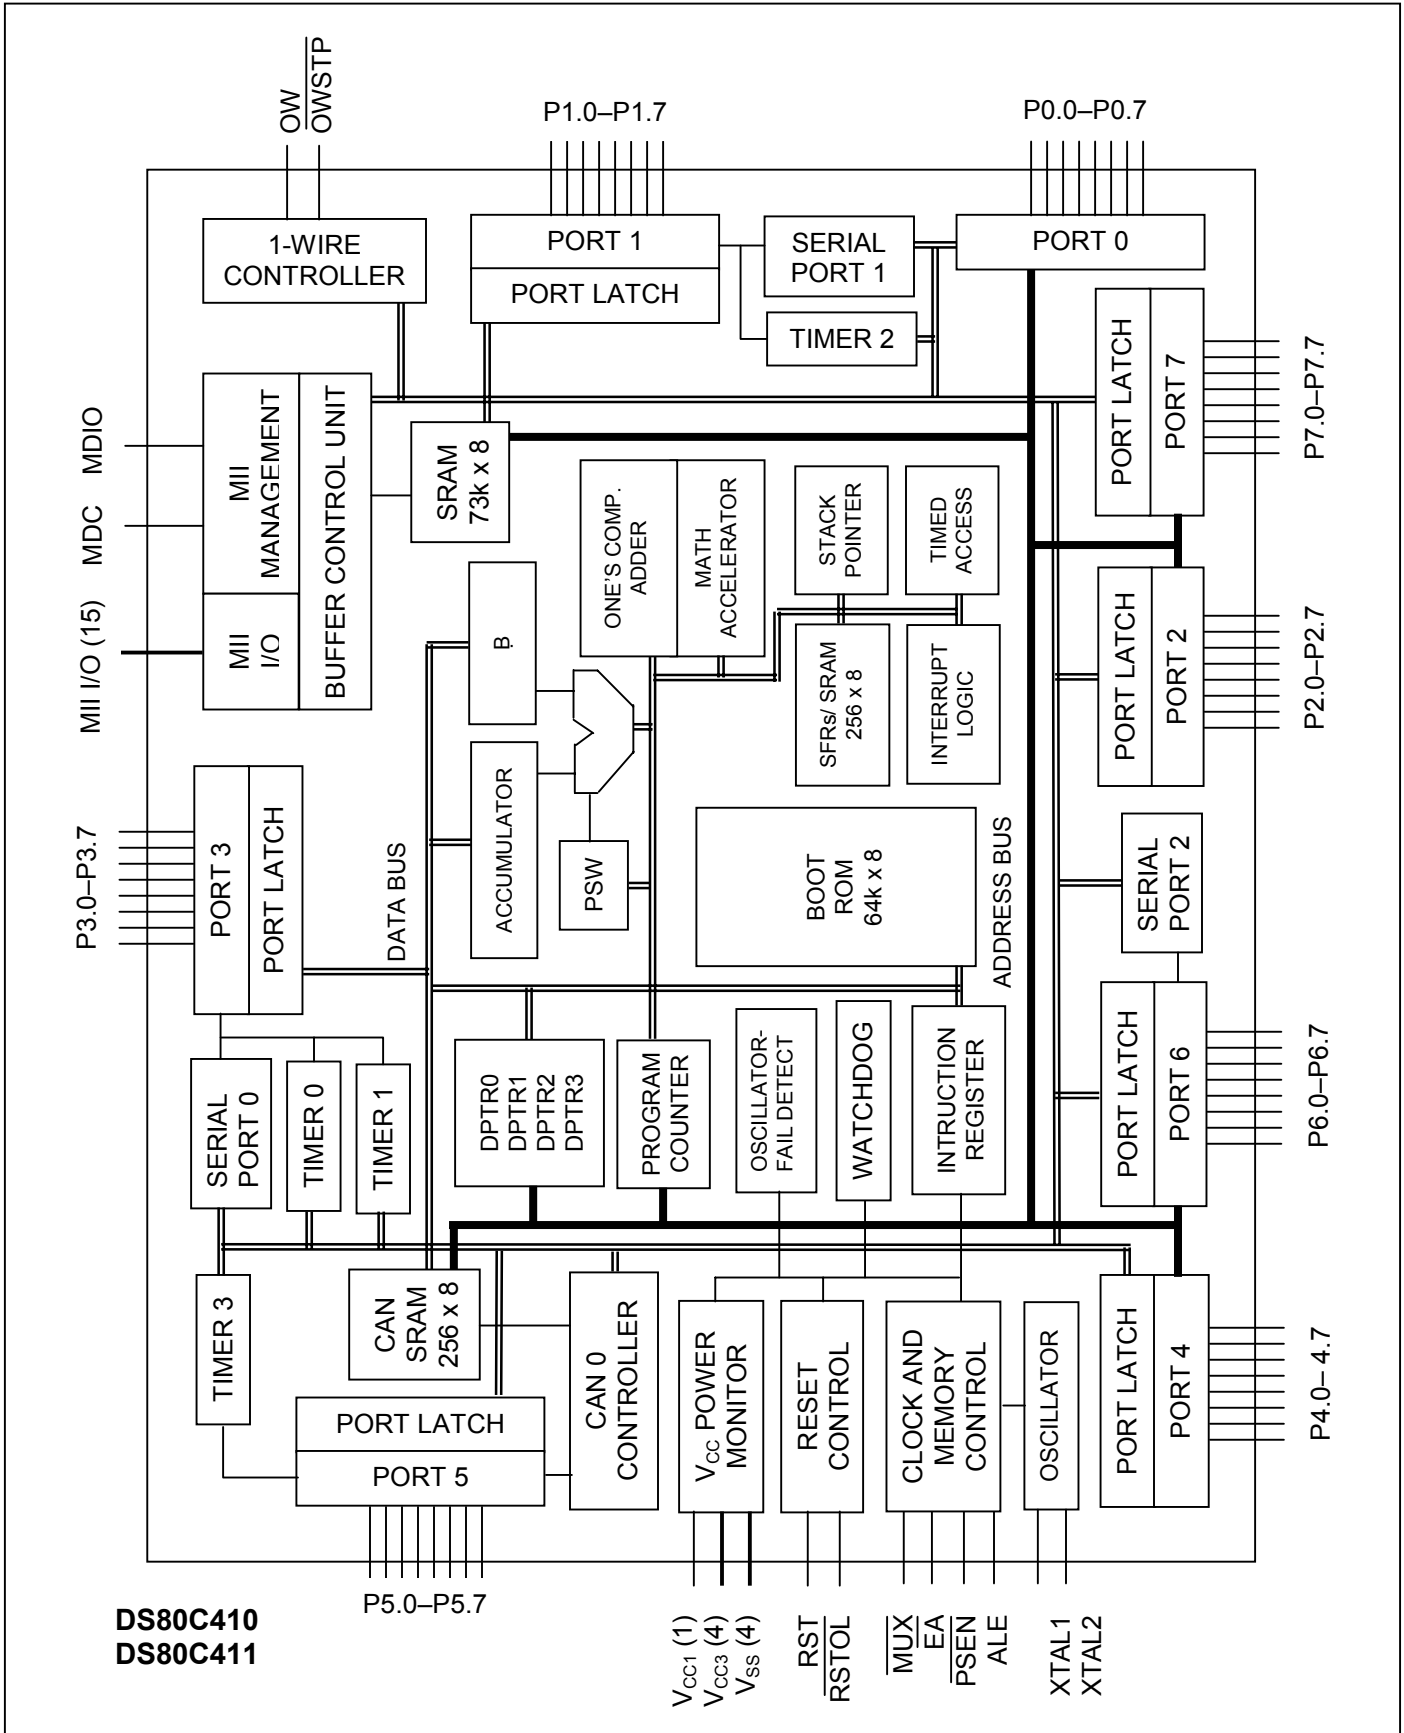 OW
OWSTP
P1.0–P1.7
P0.0–P0.7
1-WIRE
CONTROLLER
PORT 1
PORT LATCH
SERIAL
PORT 1
TIMER 2
PORT 0
PORT LATCH
PORT 7
P7.0–P7.7
MDIO
MDC
MII I/O (15)
MII
MANAGEMENT
MII
I/O
BUFFER CONTROL UNIT
SRAM
73k x 8
B
ONE'S COMP.
ADDER
MATH
ACCELERATOR
STACK
POINTER
TIMED
ACCESS
SFRs/ SRAM
256 x 8
INTERRUPT
LOGIC
PORT LATCH
PORT 2
P2.0–P2.7
P3.0–P3.7
PORT 3
PORT LATCH
DATA BUS
ACCUMULATOR
PSW
BOOT
ROM
64k x 8
ADDRESS BUS
SERIAL
PORT 2
SERIAL
PORT 0
TIMER 0
TIMER 1
DPTR0
DPTR1
DPTR2
DPTR3
PROGRAM
COUNTER
OSCILLATOR-
FAIL DETECT
WATCHDOG
INTRUCTION
REGISTER
PORT LATCH
PORT 6
P6.0–P6.7
TIMER 3
CAN
SRAM
256 x 8
CAN 0
CONTROLLER
VCC POWER
MONITOR
RESET
CONTROL
CLOCK AND
MEMORY
CONTROL
OSCILLATOR
PORT LATCH
PORT 4
P4.0– 4.7
PORT LATCH
PORT 5
P5.0–P5.7
VCC1 (1)
VCC3 (4)
VSS (4)
RST
RSTOL
MUX
EA
PSEN
ALE
XTAL1
XTAL2
DS80C410
DS80C411